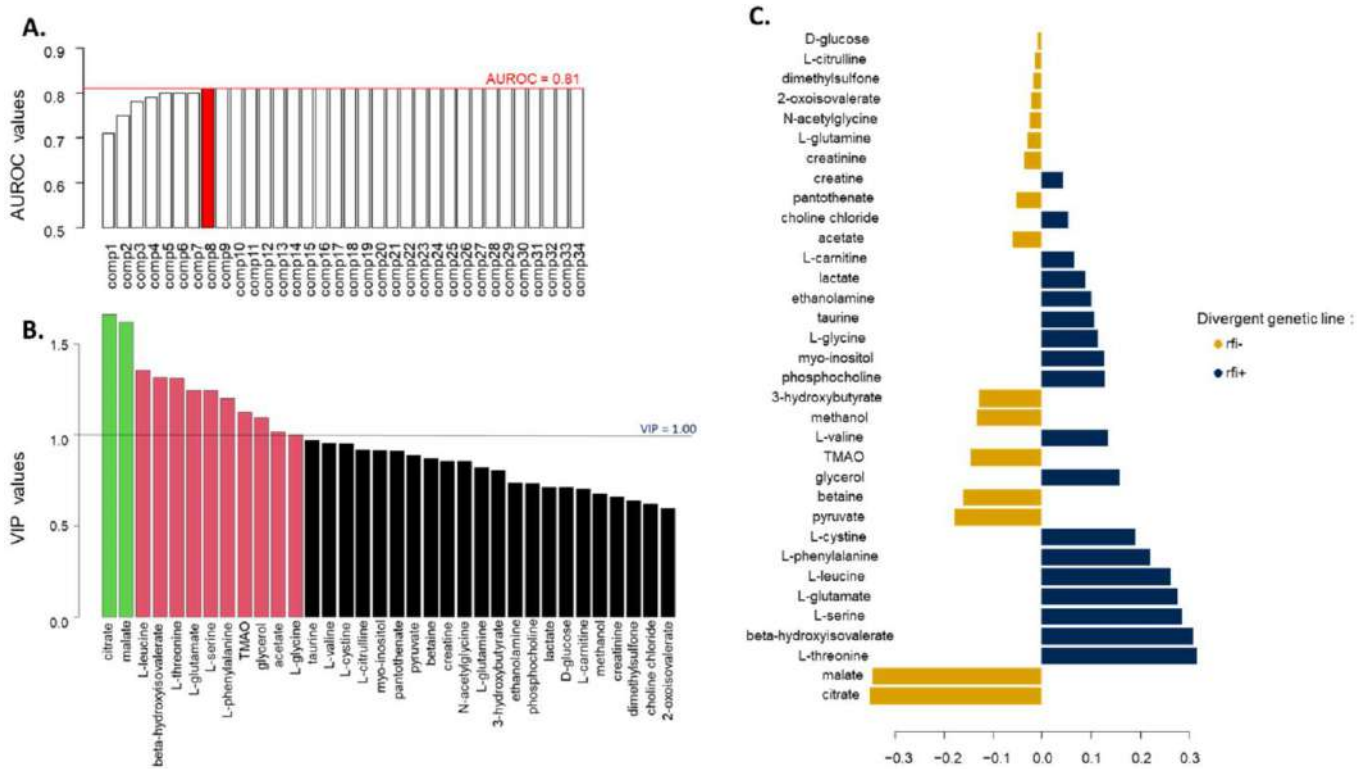 A.
AUROC values
0.9
0.8
0.7
0.6
0.5
AUROC = 0.81
comp1
comp2
comp3
comp4
comp5
comp6
comp7
comp8
comp9
comp10
comp11
comp12
comp13
comp14
comp15
comp16
comp17
comp18
comp19
comp20
comp21
comp22
comp23
comp24
comp25
comp26
comp27
comp28
comp29
comp30
comp31
comp32
comp33
comp34
B.
VIP values
1.5
1.0
0.5
0.0
VIP = 1.00
citrate
malate
L-leucine
beta-hydroxyisovalerate
L-threonine
L-glutamate
L-serine
L-phenylalanine
TMAO
glycerol
acetate
L-glycine
taurine
L-valine
L-cystine
L-citrulline
myo-inositol
pantothenate
pyruvate
betaine
creatine
N-acetylglycine
L-glutamine
3-hydroxybutyrate
ethanolamine
phosphocholine
lactate
D-glucose
L-carnitine
methanol
creatinine
dimethylsulfone
choline chloride
2-oxoisovalerate
C.
D-glucose
L-citrulline
dimethylsulfone
2-oxoisovalerate
N-acetylglycine
L-glutamine
creatinine
creatine
pantothenate
choline chloride
acetate
L-carnitine
lactate
ethanolamine
taurine
L-glycine
myo-inositol
phosphocholine
3-hydroxybutyrate
methanol
L-valine
TMAO
glycerol
betaine
pyruvate
L-cystine
L-phenylalanine
L-leucine
L-glutamate
L-serine
beta-hydroxyisovalerate
L-threonine
malate
citrate
−0.3 −0.2 −0.1 0.0 0.1 0.2 0.3
Divergent genetic line :
rfi-
rfi+